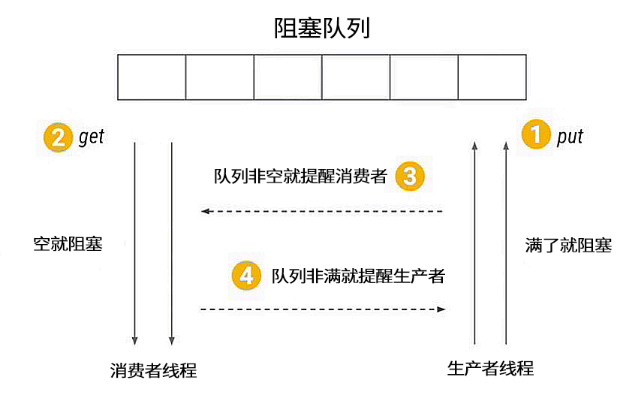 阻塞队列
2 get
1 put
队列非空就提醒消费者 3
空就阻塞
满了就阻塞
4 队列非满就提醒生产者
消费者线程
生产者线程